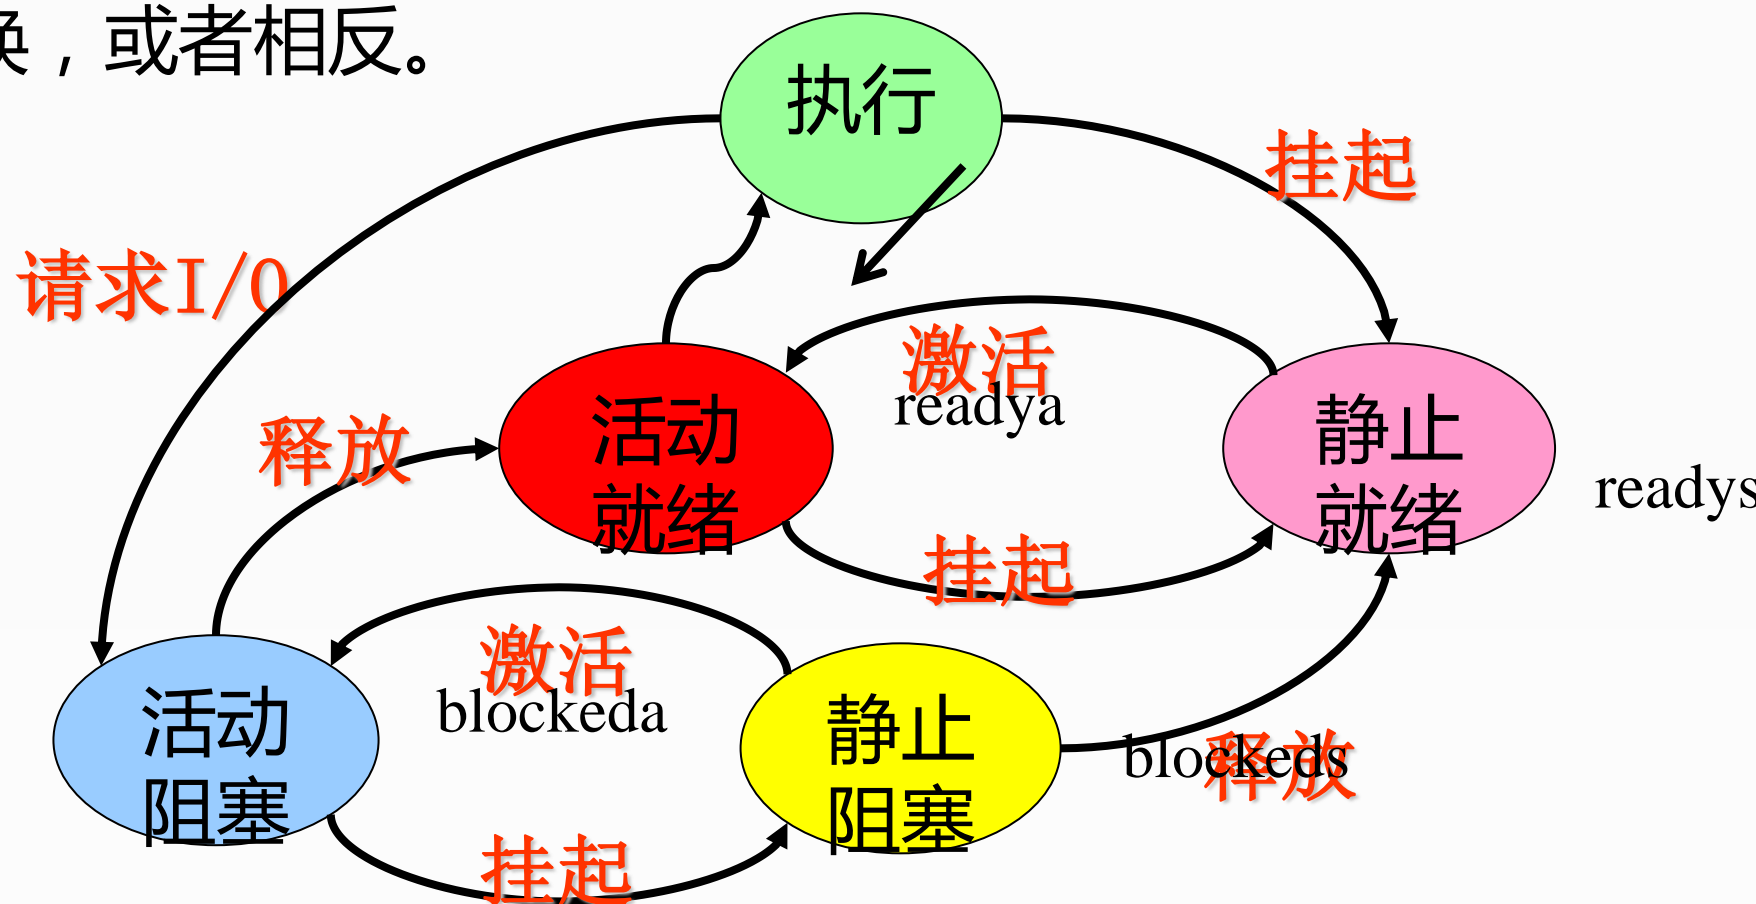 换，或者相反。
执行
挂起
请求I/O
激活
readya
活动
就绪
静止
就绪
释放
readys
挂起
激活
blockeda
活动
阻塞
静止
阻塞
blockeds
释放
挂起